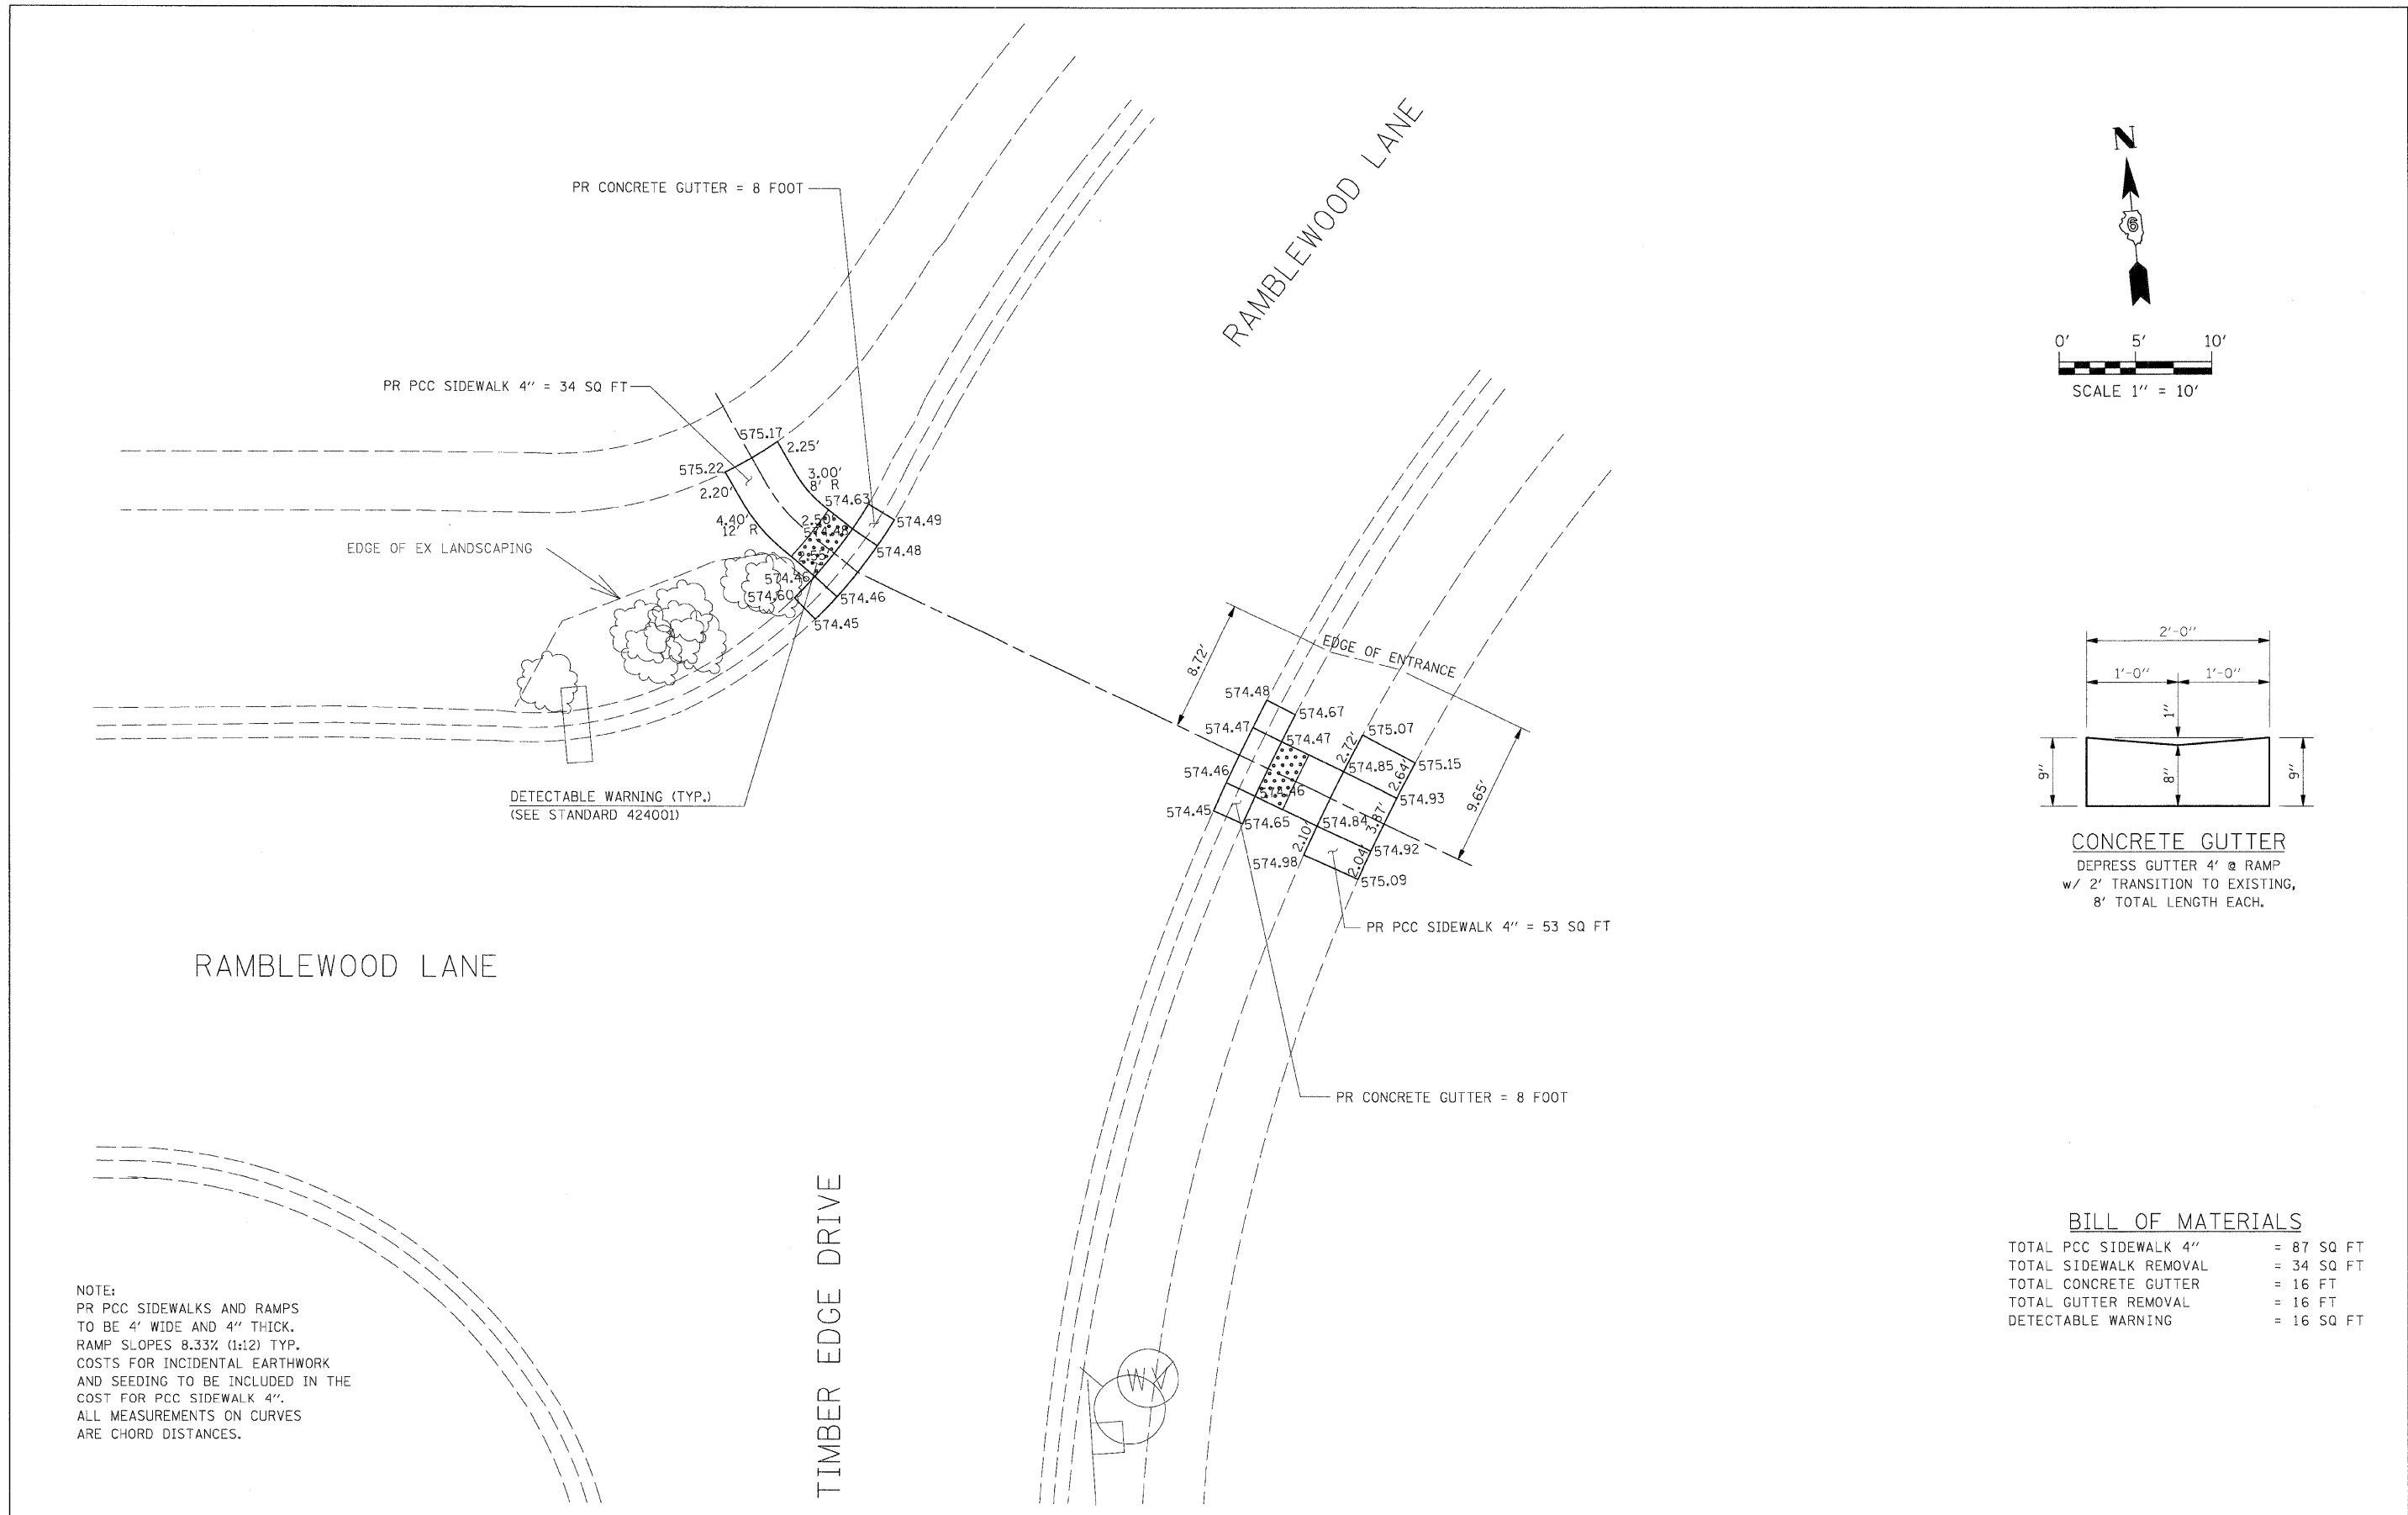 PR CONCRETE GUTTER = 8 FOOT
RAMBLEWOOD LANE
N
6
0' 5' 10'
SCALE 1" = 10'
PR PCC SIDEWALK 4" = 34 SQ FT
575.17
2.25'
575.22
3.00'
8' R
2.20'
574.63
4.40'
12' R
2.50'
574.48
574.49
574.48
EDGE OF EX LANDSCAPING
574.46
574.60
574.46
574.45
DETECTABLE WARNING (TYP.)
(SEE STANDARD 424001)
8.72'
EDGE OF ENTRANCE
574.48
574.67
574.47
574.47
2.72'
575.07
574.85
575.15
2.64'
574.46
574.46
574.93
9.65'
574.45
574.65
574.84
3.87'
2.10'
574.92
574.98
2.04'
575.09
PR PCC SIDEWALK 4" = 53 SQ FT
PR CONCRETE GUTTER = 8 FOOT
2'-0"
1'-0" 1'-0"
1"
9" 8" 9"
CONCRETE GUTTER
DEPRESS GUTTER 4' @ RAMP
w/ 2' TRANSITION TO EXISTING,
8' TOTAL LENGTH EACH.
RAMBLEWOOD LANE
TIMBER EDGE DRIVE
WV
NOTE:
PR PCC SIDEWALKS AND RAMPS
TO BE 4' WIDE AND 4" THICK.
RAMP SLOPES 8.33% (1:12) TYP.
COSTS FOR INCIDENTAL EARTHWORK
AND SEEDING TO BE INCLUDED IN THE
COST FOR PCC SIDEWALK 4".
ALL MEASUREMENTS ON CURVES
ARE CHORD DISTANCES.
BILL OF MATERIALS
TOTAL PCC SIDEWALK 4" = 87 SQ FT
TOTAL SIDEWALK REMOVAL = 34 SQ FT
TOTAL CONCRETE GUTTER = 16 FT
TOTAL GUTTER REMOVAL = 16 FT
DETECTABLE WARNING = 16 SQ FT